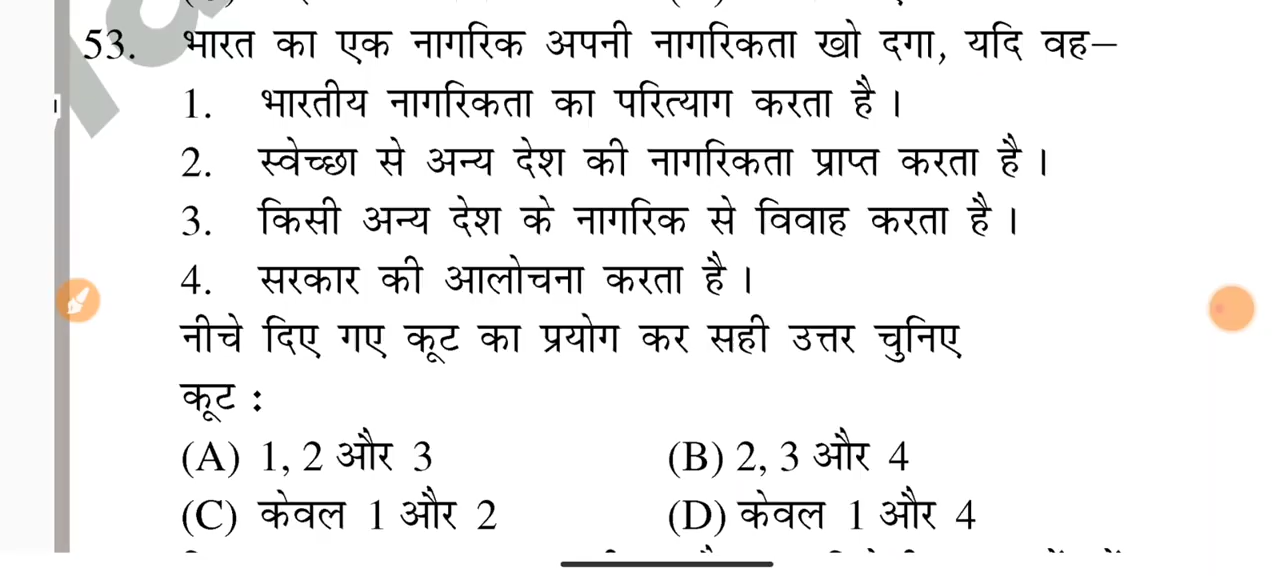 53. भारत का एक नागरिक अपनी नागरिकता खो दगा, यदि वह–
1. भारतीय नागरिकता का परित्याग करता है ।
2. स्वेच्छा से अन्य देश की नागरिकता प्राप्त करता है ।
3. किसी अन्य देश के नागरिक से विवाह करता है ।
4. सरकार की आलोचना करता है ।
नीचे दिए गए कूट का प्रयोग कर सही उत्तर चुनिए
कूट :
(A) 1, 2 और 3 (B) 2, 3 और 4
(C) केवल 1 और 2 (D) केवल 1 और 4